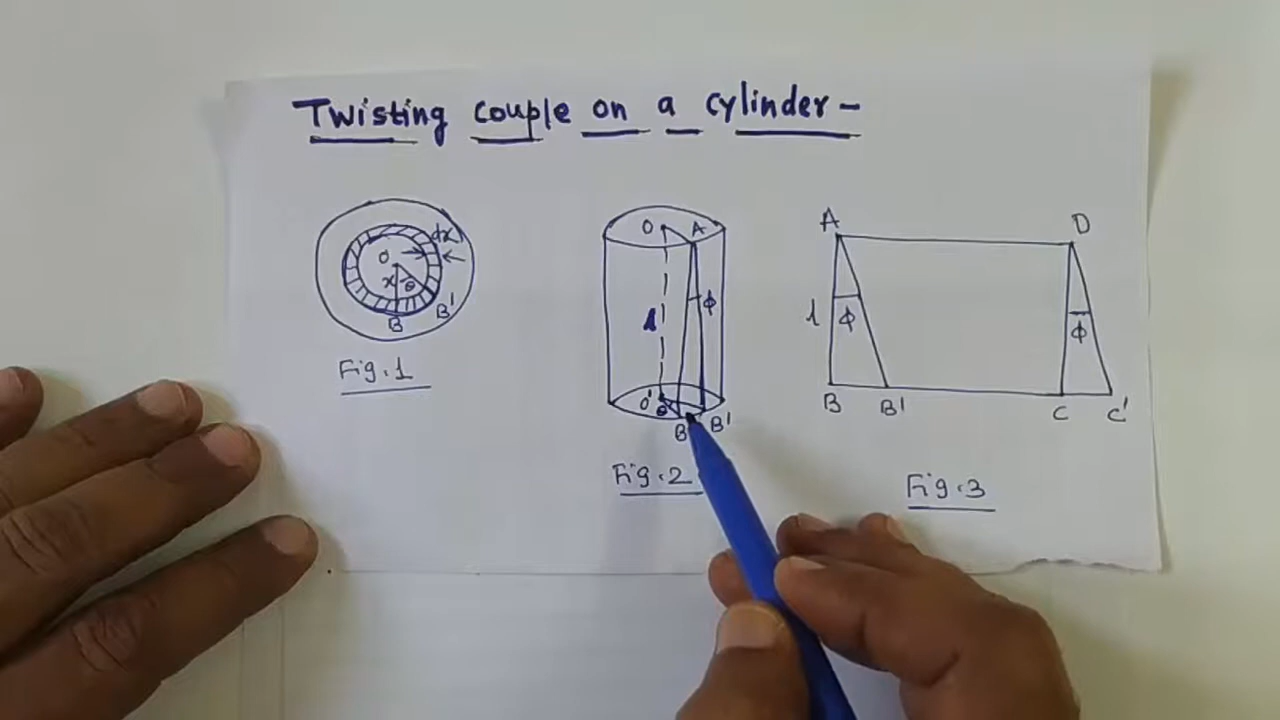 Twisting couple on a cylinder-
dx
O
x θ
B B'
Fig.1
O A
l φ
O' θ
B B'
Fig.2
A D
l φ φ
B B' C C'
Fig.3